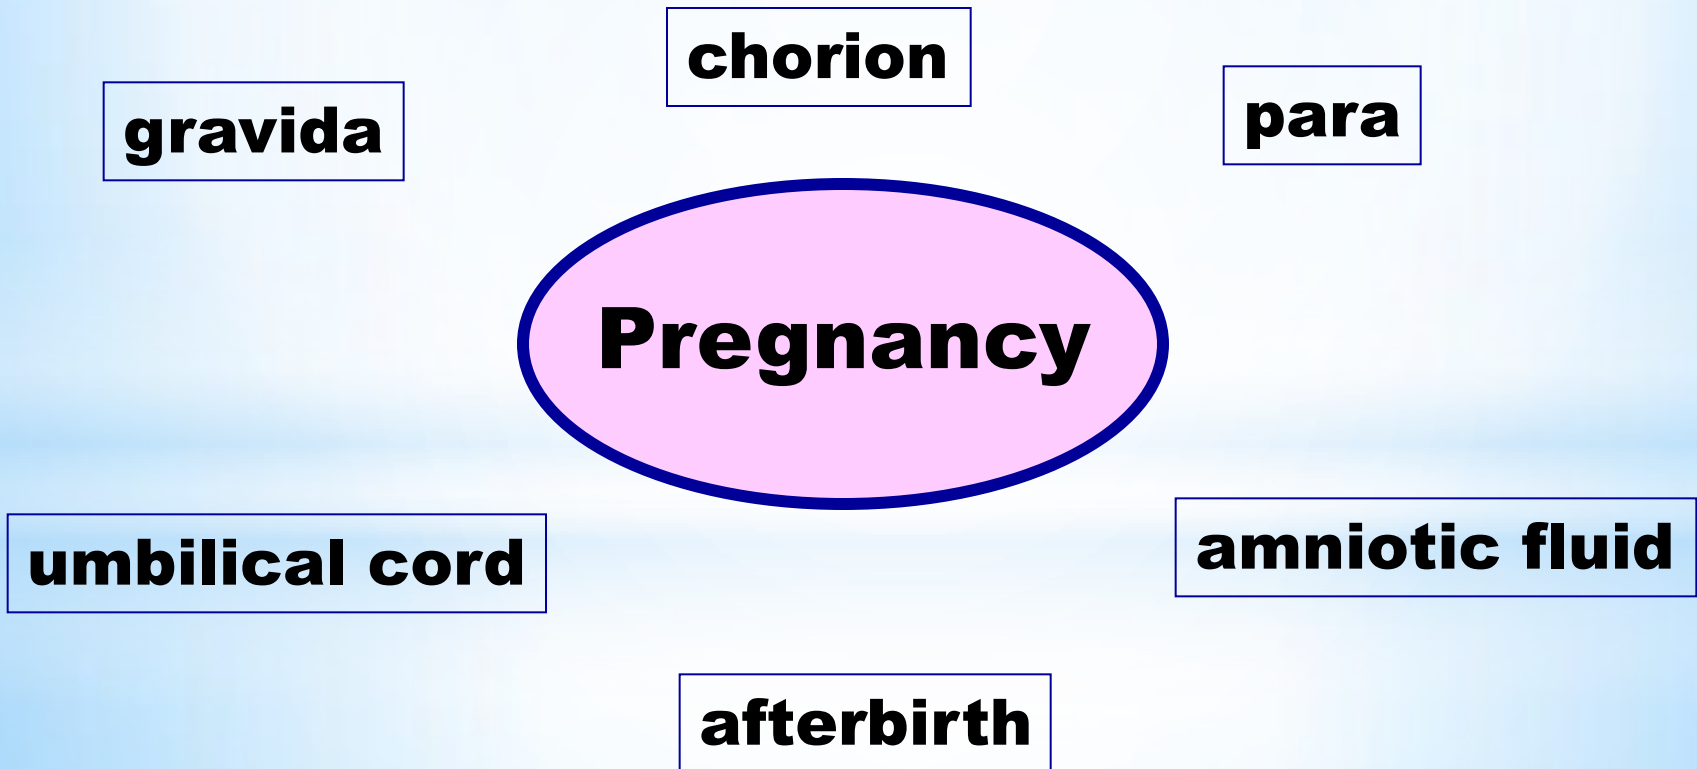 chorion
gravida
para
Pregnancy
umbilical cord
amniotic fluid
afterbirth